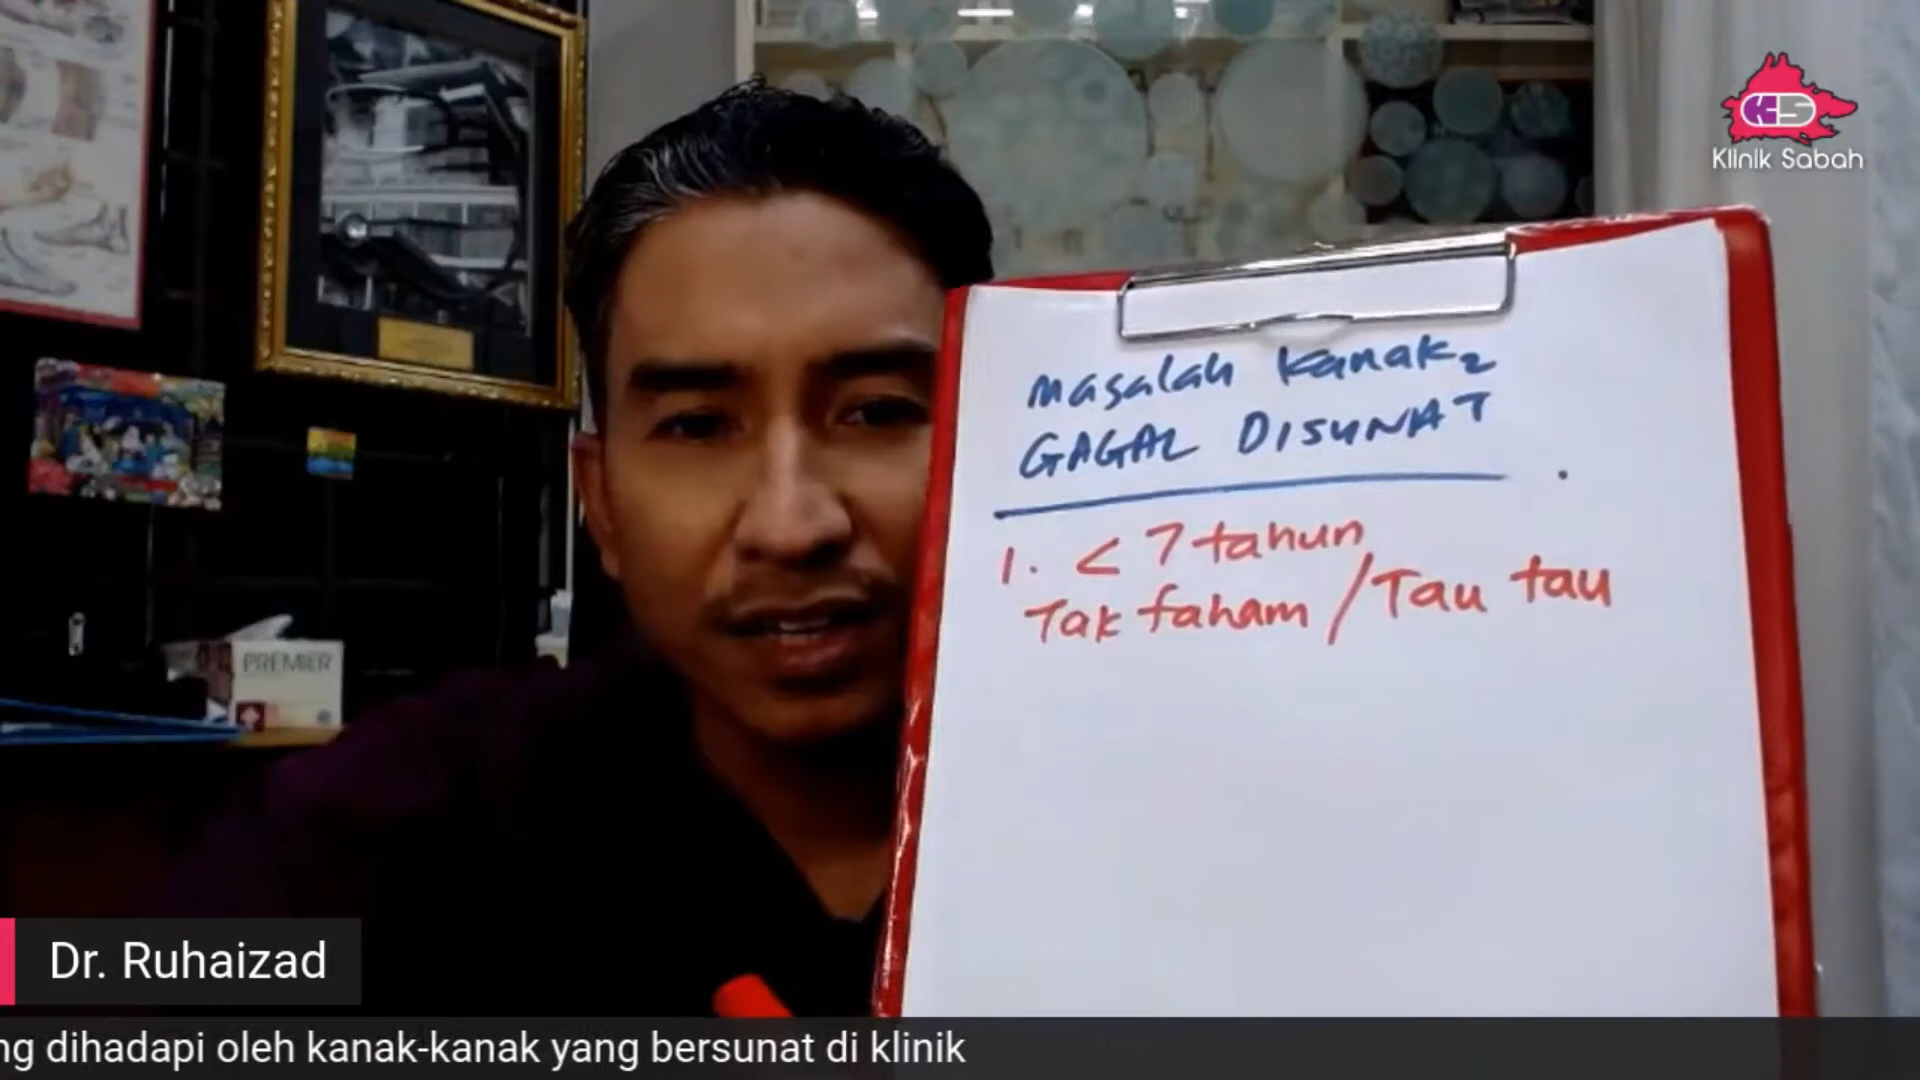 KS
Klinik Sabah
masalah kanak2
GAGAL DISUNAT
1. < 7 tahun
Tak faham / Tau tau
PREMIER
Dr. Ruhaizad
ng dihadapi oleh kanak-kanak yang bersunat di klinik